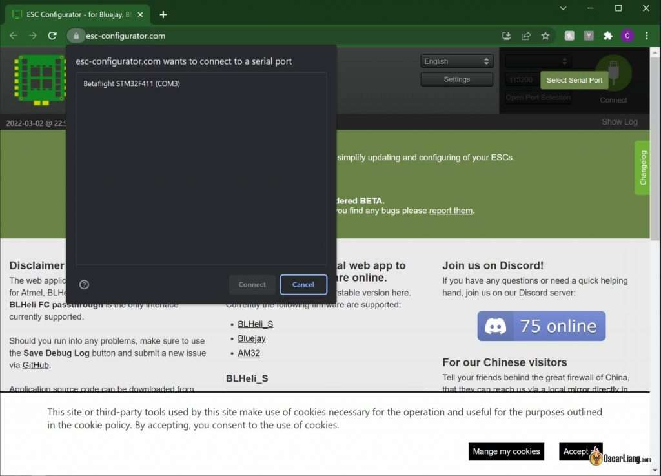 ESC Configurator - for Bluejay, B
esc-configurator.com
esc-configurator.com wants to connect to a serial port
Betaflight STM32F411 (COM3)
Connect
Cancel
English
Settings
Select Serial Port
Connect
Show Log
2022-03-02 @ 22:
simplify updating and configuring of your ESCs.
dered BETA.
ou find any bugs please report them.
Changelog
Disclaimer
The web applic
for Atmel, BLH
BLHeli FC passthrough is the only interface
currently supported.
Should you run into any problems, make sure to
use the Save Debug Log button and submit a new issue
via GitHub.
Application source code can be downloaded from
al web app to
re online.
stable version here.
Currently the following firmware are supported:
BLHeli_S
Bluejay
AM32
BLHeli_S
Join us on Discord!
If you have any questions or need a quick helping
hand, join us on our Discord server:
75 online
For our Chinese visitors
Tell your friends behind the great firewall of China,
that they can reach us via a local mirror directly in
This site or third-party tools used by this site make use of cookies necessary for the operation and useful for the purposes outlined
in the cookie policy. By accepting, you consent to the use of cookies.
Mange my cookies
Accept
OscarLiang.com